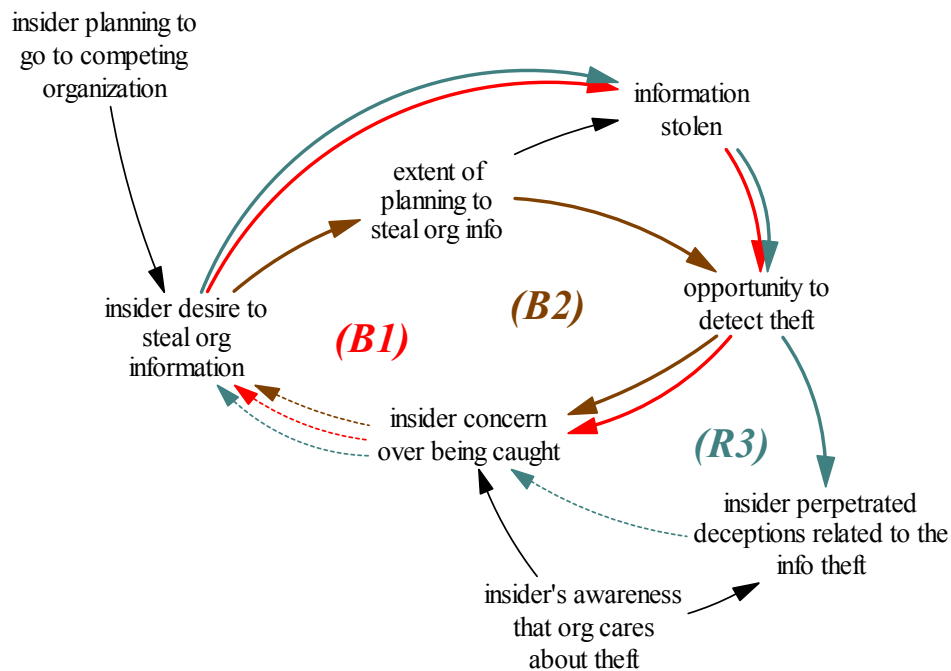 insider planning to
go to competing
organization
information
stolen
extent of
planning to
steal org info
opportunity to
detect theft
insider desire to
steal org
information
(B1)
(B2)
insider concern
over being caught
(R3)
insider perpetrated
deceptions related to the
info theft
insider's awareness
that org cares
about theft